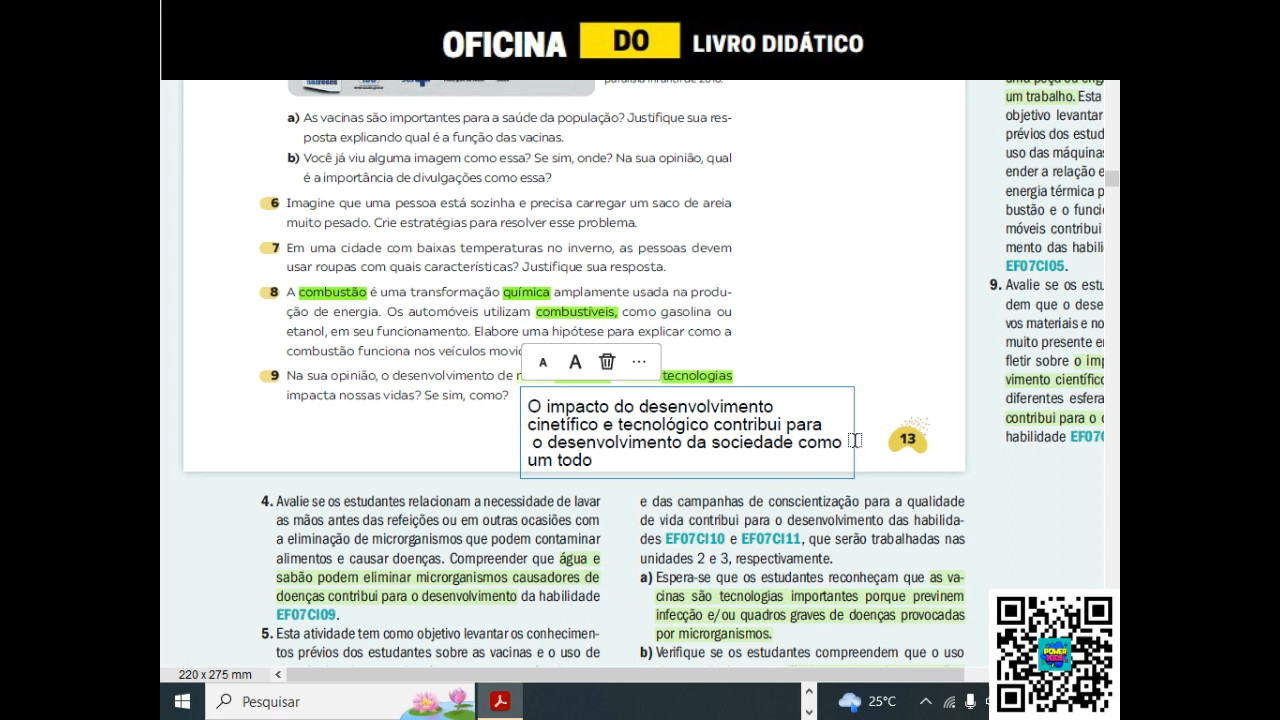 OFICINA DO LIVRO DIDÁTICO
a) As vacinas são importantes para a saúde da população? Justifique sua res-
posta explicando qual é a função das vacinas.
b) Você já viu alguma imagem como essa? Se sim, onde? Na sua opinião, qual
é a importância de divulgações como essa?
6 Imagine que uma pessoa está sozinha e precisa carregar um saco de areia
muito pesado. Crie estratégias para resolver esse problema.
7 Em uma cidade com baixas temperaturas no inverno, as pessoas devem
usar roupas com quais características? Justifique sua resposta.
8 A combustão é uma transformação química amplamente usada na produ-
ção de energia. Os automóveis utilizam combustíveis, como gasolina ou
etanol, em seu funcionamento. Elabore uma hipótese para explicar como a
combustão funciona nos veículos
9 Na sua opinião, o desenvolvimento de
tecnologias
impacta nossas vidas? Se sim, como?
A A ...
O impacto do desenvolvimento
cinetífico e tecnológico contribui para
o desenvolvimento da sociedade como
um todo
13
um trabalho. Esta
objetivo levantar
prévios dos estud
uso das máquinas
ender a relação e
energia térmica p
bustão e o funcio
móveis contribui
mento das habili
EF07CI05.
9. Avalie se os estu
dem que o dese
vos materiais e no
muito presente e
fletir sobre o imp
vimento científico
diferentes esfera
contribui para o
habilidade EF07C
4. Avalie se os estudantes relacionam a necessidade de lavar
as mãos antes das refeições ou em outras ocasiões com
a eliminação de microrganismos que podem contaminar
alimentos e causar doenças. Compreender que água e
sabão podem eliminar microrganismos causadores de
doenças contribui para o desenvolvimento da habilidade
EF07CI09.
5. Esta atividade tem como objetivo levantar os conhecimen-
tos prévios dos estudantes sobre as vacinas e o uso de
e das campanhas de conscientização para a qualidade
de vida contribui para o desenvolvimento das habilida-
des EF07CI10 e EF07CI11, que serão trabalhadas nas
unidades 2 e 3, respectivamente.
a) Espera-se que os estudantes reconheçam que as va-
cinas são tecnologias importantes porque previnem
infecção e/ou quadros graves de doenças provocadas
por microrganismos.
b) Verifique se os estudantes compreendem que o uso
220 x 275 mm
Pesquisar
25°C
POWER